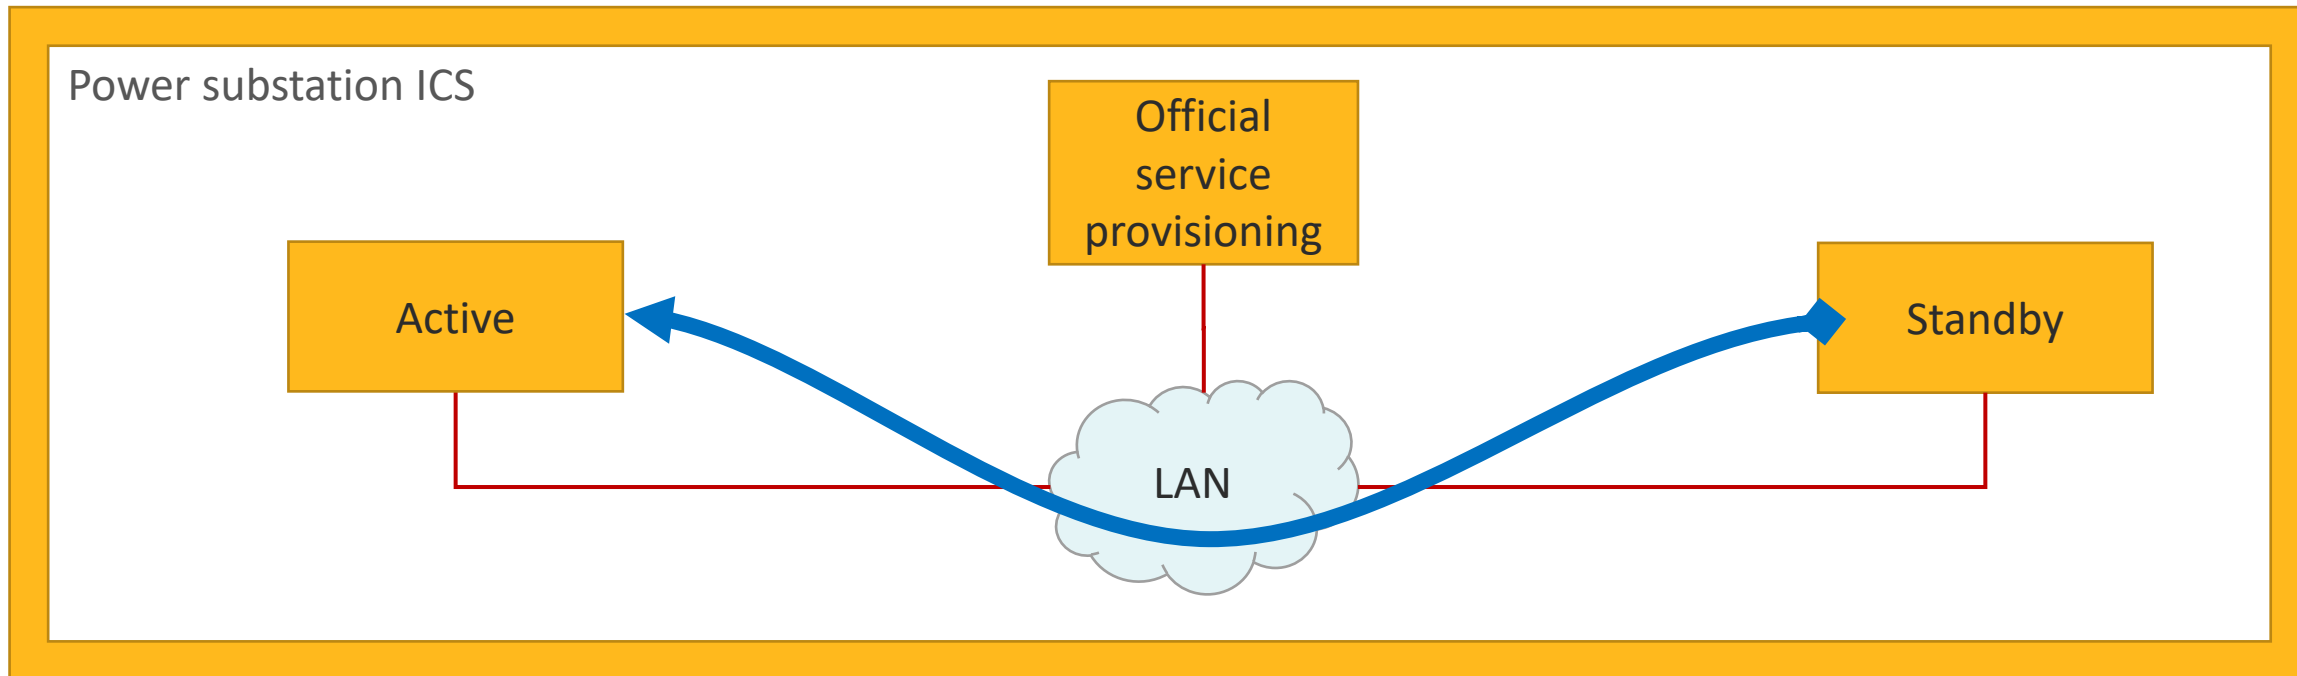 Power substation ICS
Official
service
provisioning
Active
Standby
LAN